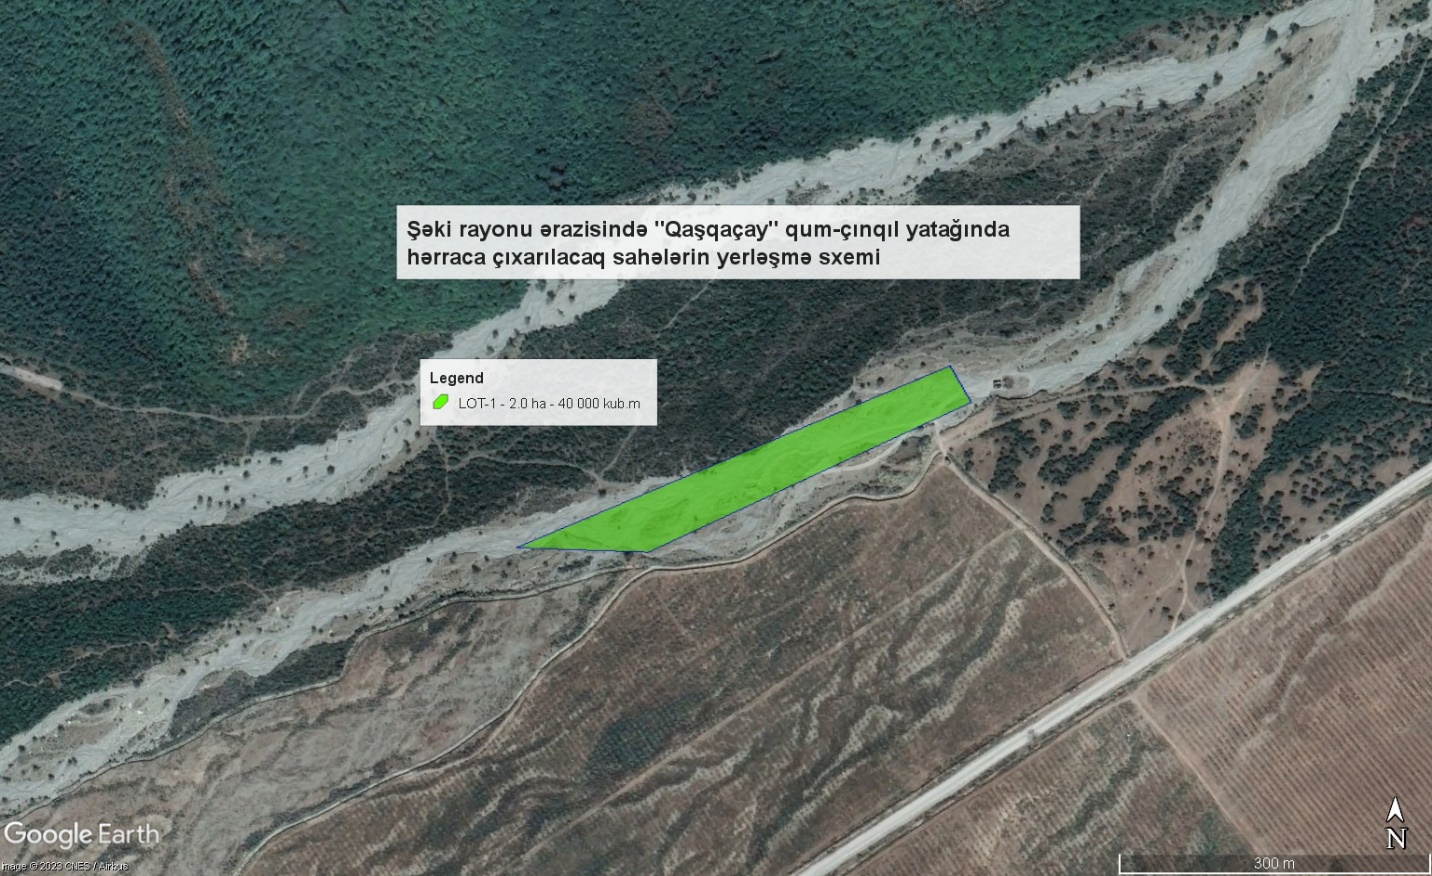 Şəki rayonu ərazisində "Qaşqaçay" qum-çınqıl yatağında
hərraca çıxarılacaq sahələrin yerləşmə sxemi
Legend
LOT-1 - 2.0 ha - 40 000 kub.m
Google Earth
Image © 2023 CNES / Airbus
N
300 m